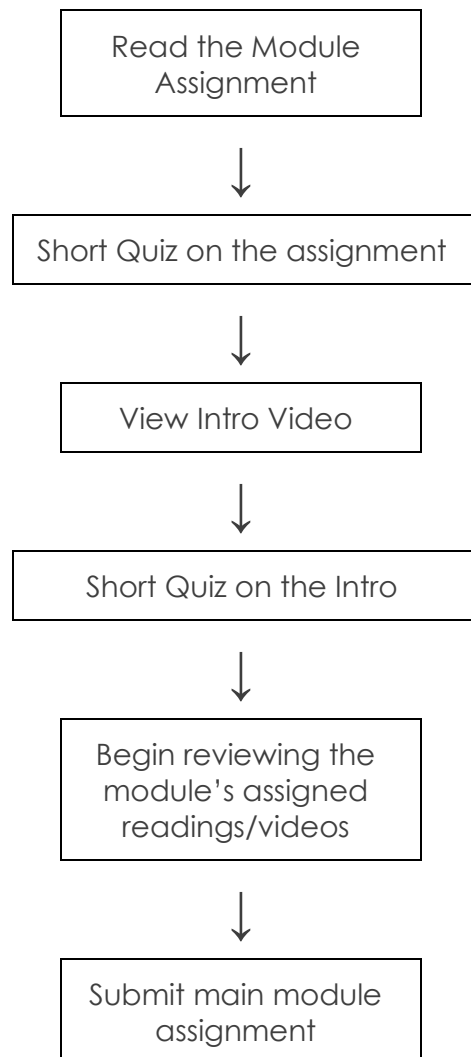 Read the Module
Assignment
Short Quiz on the assignment
View Intro Video
Short Quiz on the Intro
Begin reviewing the
module’s assigned
readings/videos
Submit main module
assignment